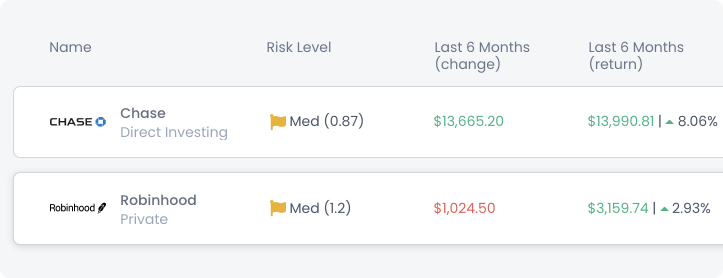 Name Risk Level Last 6 Months (change) Last 6 Months (return)
CHASE Chase Direct Investing Med (0.87) $13,665.20 $13,990.81 | 8.06%
Robinhood Robinhood Private Med (1.2) $1,024.50 $3,159.74 | 2.93%